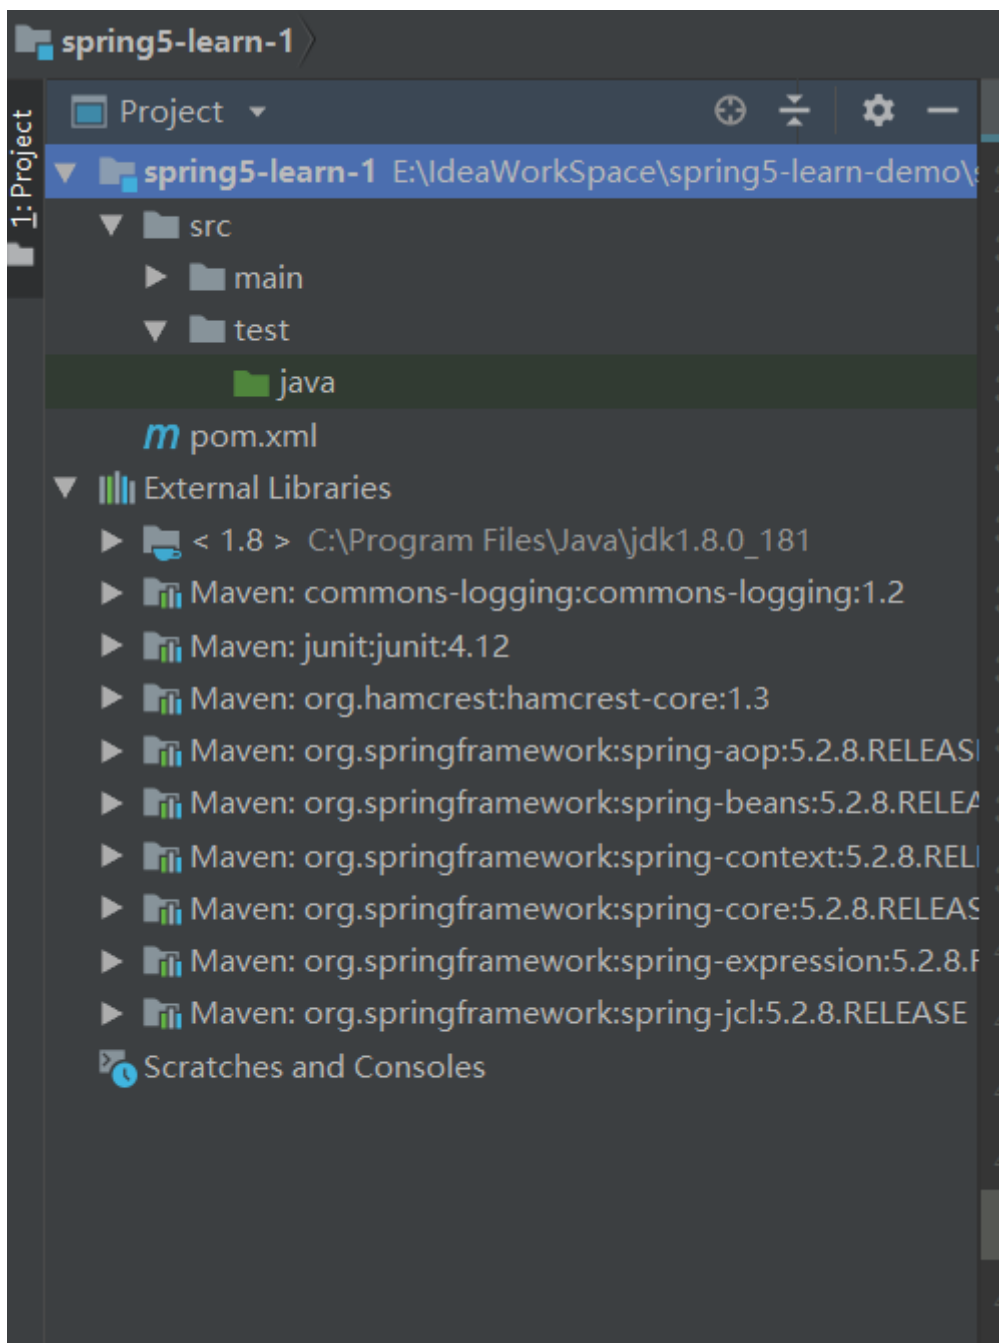 spring5-learn-1
Project
1: Project
spring5-learn-1 E:\IdeaWorkSpace\spring5-learn-demo\s
src
main
test
java
pom.xml
External Libraries
< 1.8 > C:\Program Files\Java\jdk1.8.0_181
Maven: commons-logging:commons-logging:1.2
Maven: junit:junit:4.12
Maven: org.hamcrest:hamcrest-core:1.3
Maven: org.springframework:spring-aop:5.2.8.RELEAS
Maven: org.springframework:spring-beans:5.2.8.RELEA
Maven: org.springframework:spring-context:5.2.8.REL
Maven: org.springframework:spring-core:5.2.8.RELEAS
Maven: org.springframework:spring-expression:5.2.8.R
Maven: org.springframework:spring-jcl:5.2.8.RELEASE
Scratches and Consoles